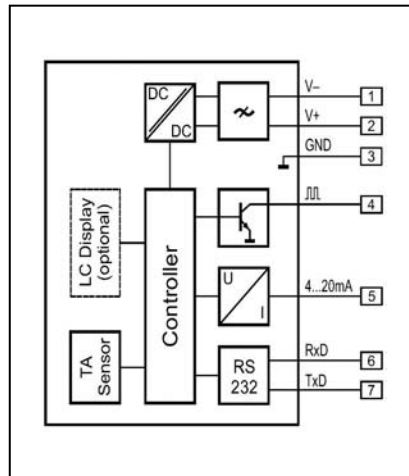 DC
DC
≁
V–
1
V+
2
GND
3
4
LC Display
(optional)
Controller
U
I
4...20mA
5
TA
Sensor
RS
232
RxD
6
TxD
7